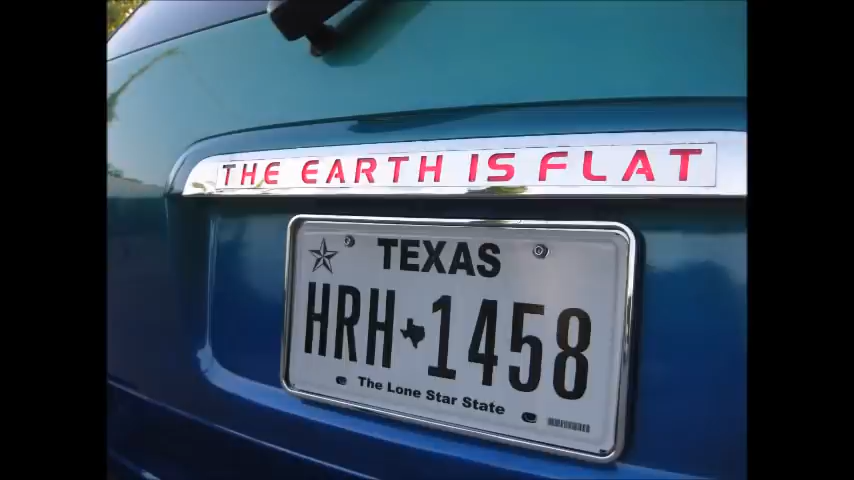 THE EARTH IS FLAT
TEXAS
HRH 1458
The Lone Star State